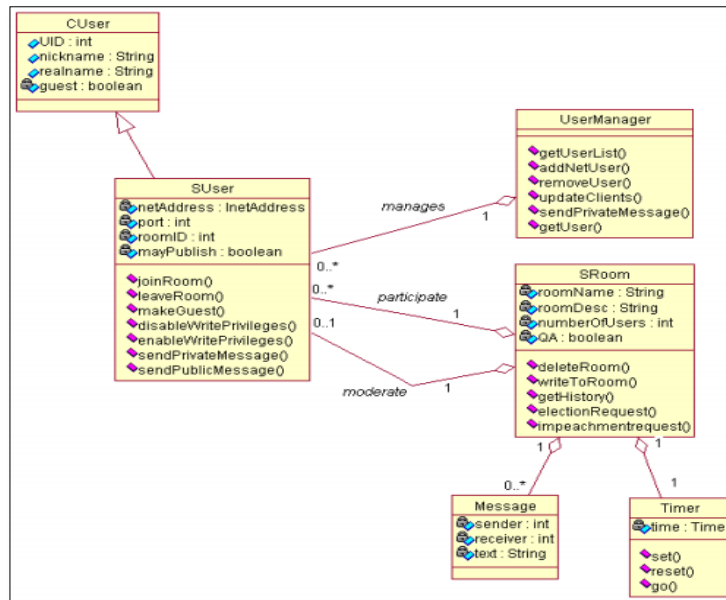 CUser
UID : int
nickname : String
realname : String
guest : boolean
UserManager
getUserList()
addNetUser()
removeUser()
updateClients()
sendPrivateMessage()
getUser()
SUser
netAddress : InetAddress
port : int
roomID : int
mayPublish : boolean
joinRoom()
leaveRoom()
makeGuest()
disableWritePrivileges()
enableWritePrivileges()
sendPrivateMessage()
sendPublicMessage()
manages
1
0..*
0..*
participate
1
0..1
moderate
1
SRoom
roomName : String
roomDesc : String
numberOfUsers : int
QA : boolean
deleteRoom()
writeToRoom()
getHistory()
electionRequest()
impeachmentrequest()
1
1
0..*
1
Message
sender : int
receiver : int
text : String
Timer
time : Timer
set()
reset()
go()